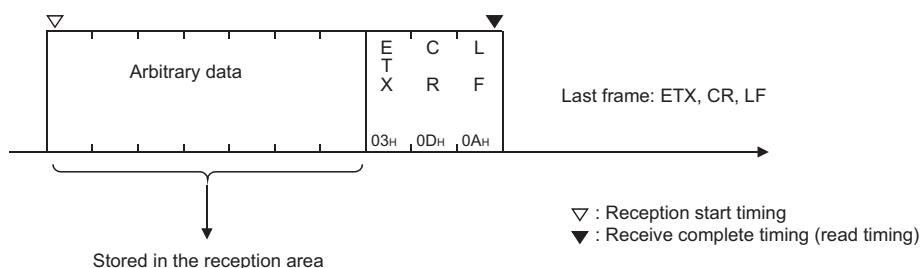 Arbitrary data
E
T
X
C
R
L
F
03H
0DH
0AH
Last frame: ETX, CR, LF
▽ : Reception start timing
▼ : Receive complete timing (read timing)
Stored in the reception area